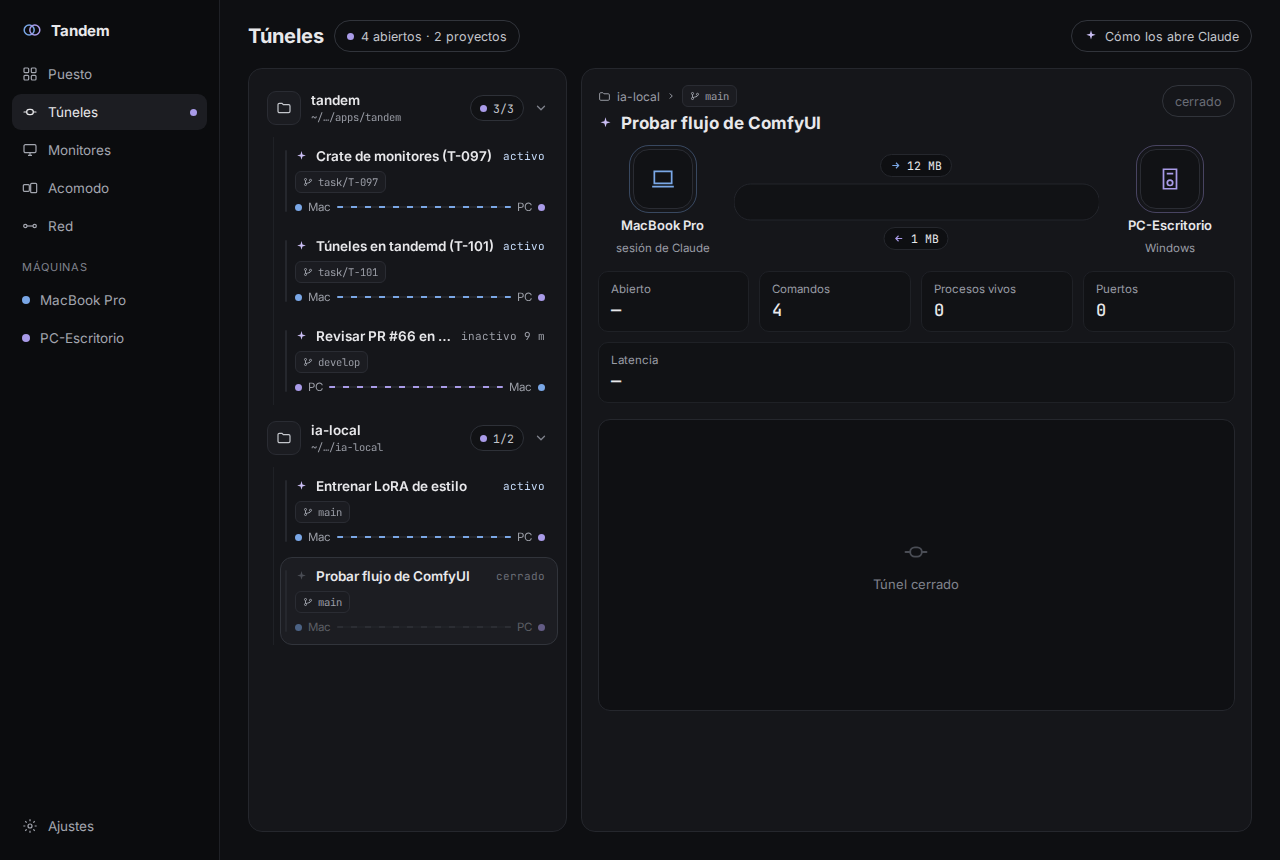 Tandem
Puesto
Túneles
Monitores
Acomodo
Red
MÁQUINAS
MacBook Pro
PC-Escritorio
Ajustes
Túneles
4 abiertos · 2 proyectos
Cómo los abre Claude
tandem
~/…/apps/tandem
3/3
Crate de monitores (T-097)
activo
task/T-097
Mac
PC
Túneles en tandemd (T-101)
activo
task/T-101
Mac
PC
Revisar PR #66 en ...
inactivo 9 m
develop
PC
Mac
ia-local
~/…/ia-local
1/2
Entrenar LoRA de estilo
activo
main
Mac
PC
Probar flujo de ComfyUI
cerrado
main
Mac
PC
ia-local
main
cerrado
Probar flujo de ComfyUI
MacBook Pro
sesión de Claude
→ 12 MB
← 1 MB
PC-Escritorio
Windows
Abierto
—
Comandos
4
Procesos vivos
0
Puertos
0
Latencia
—
Túnel cerrado